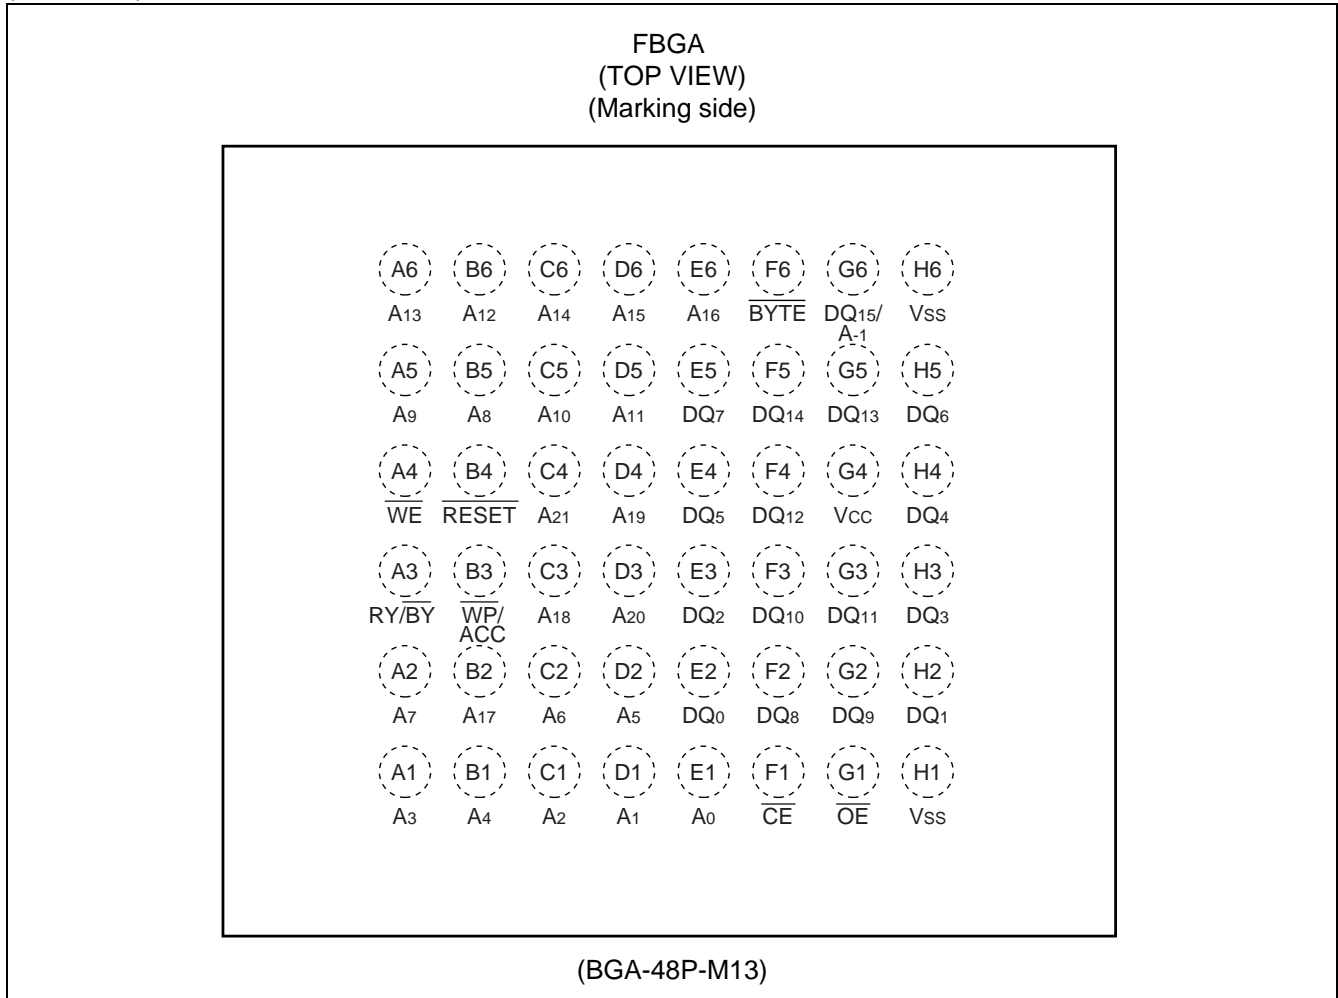 FBGA
(TOP VIEW)
(Marking side)
A6 B6 C6 D6 E6 F6 G6 H6
A13 A12 A14 A15 A16 BYTE DQ15/ VSS
A-1
A5 B5 C5 D5 E5 F5 G5 H5
A9 A8 A10 A11 DQ7 DQ14 DQ13 DQ6
A4 B4 C4 D4 E4 F4 G4 H4
WE RESET A21 A19 DQ5 DQ12 VCC DQ4
A3 B3 C3 D3 E3 F3 G3 H3
RY/BY WP/ A18 A20 DQ2 DQ10 DQ11 DQ3
ACC
A2 B2 C2 D2 E2 F2 G2 H2
A7 A17 A6 A5 DQ0 DQ8 DQ9 DQ1
A1 B1 C1 D1 E1 F1 G1 H1
A3 A4 A2 A1 A0 CE OE VSS
(BGA-48P-M13)